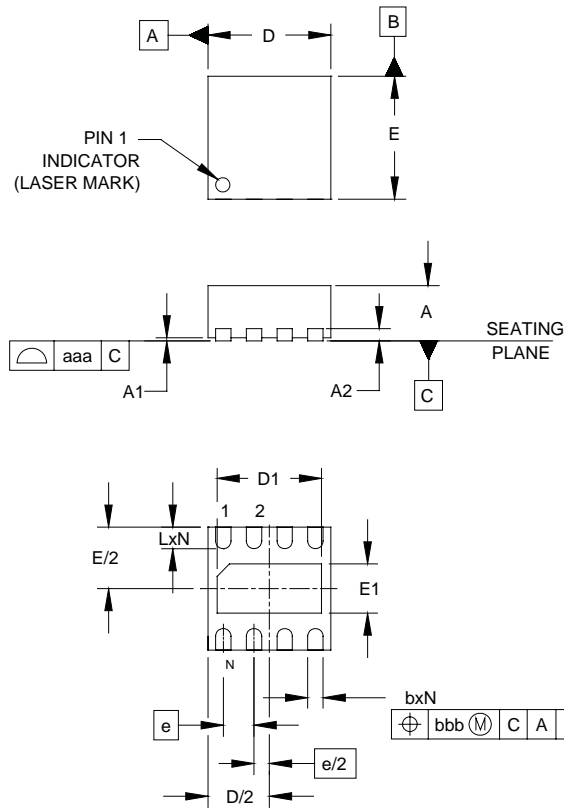 A
D
B
E
PIN 1
INDICATOR
(LASER MARK)
A
SEATING
PLANE
aaa C
A1
A2
C
D1
1 2
LxN
E/2
E1
N
bxN
e
bbb M C A
e/2
D/2